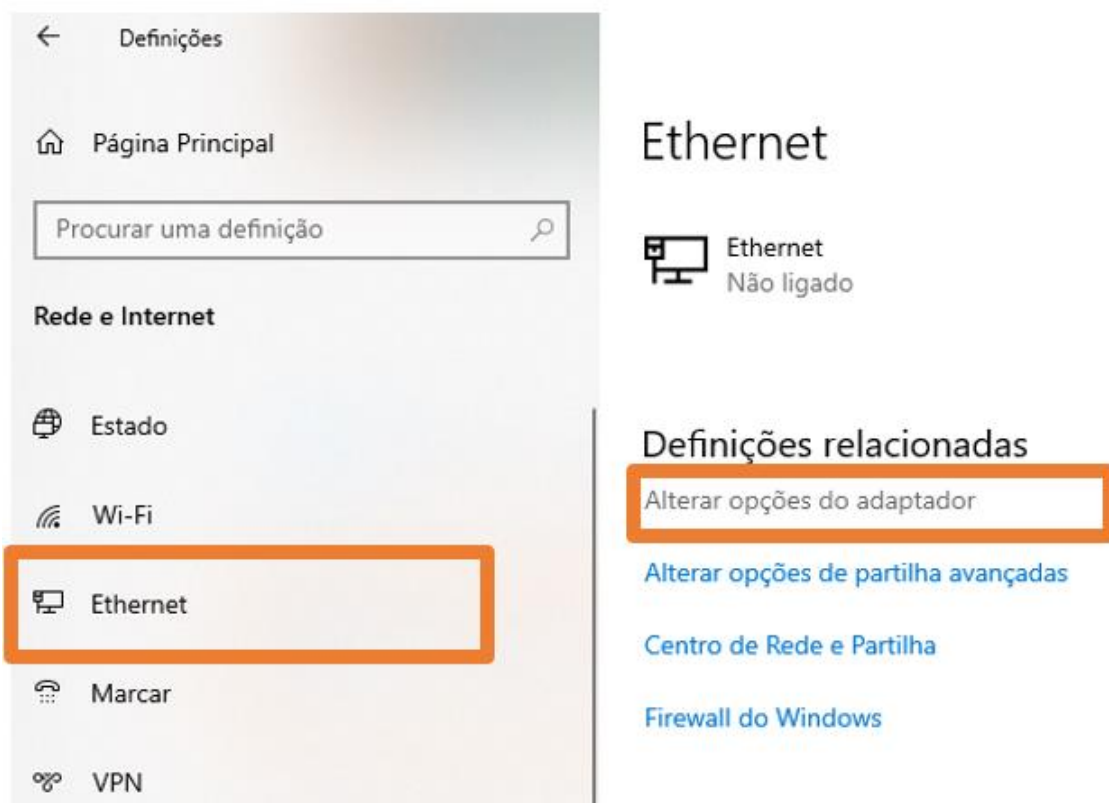 Definições
Página Principal
Procurar uma definição
Rede e Internet
Estado
Wi-Fi
Ethernet
Marcar
VPN
Ethernet
Ethernet
Não ligado
Definições relacionadas
Alterar opções do adaptador
Alterar opções de partilha avançadas
Centro de Rede e Partilha
Firewall do Windows